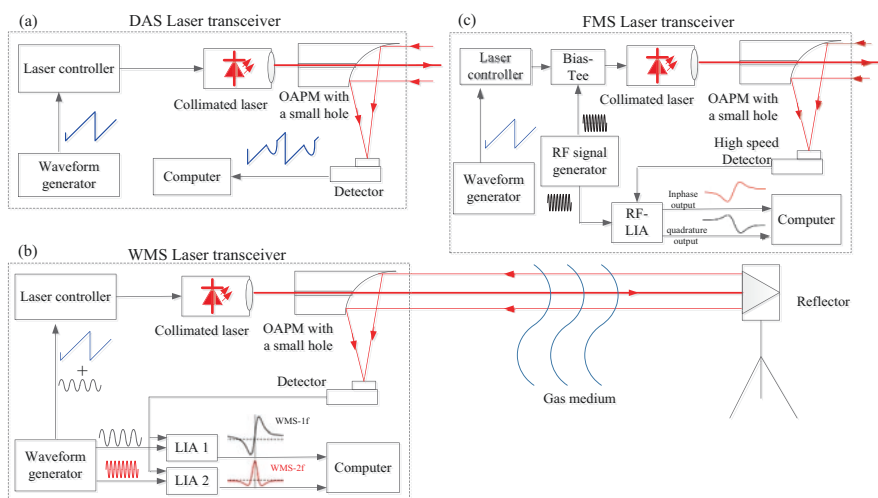 (a)
DAS Laser transceiver
Laser controller
Collimated laser
OAPM with
a small hole
Waveform
generator
Computer
Detector
(c)
FMS Laser transceiver
Laser
controller
Bias-
Tee
Collimated laser
OAPM with
a small hole
High speed
Detector
Waveform
generator
RF signal
generator
RF-
LIA
Inphase
output
quadrature
output
Computer
(b)
WMS Laser transceiver
Laser controller
Collimated laser
OAPM with
a small hole
+
Detector
Waveform
generator
LIA 1
LIA 2
WMS-1f
WMS-2f
Computer
Gas medium
Reflector